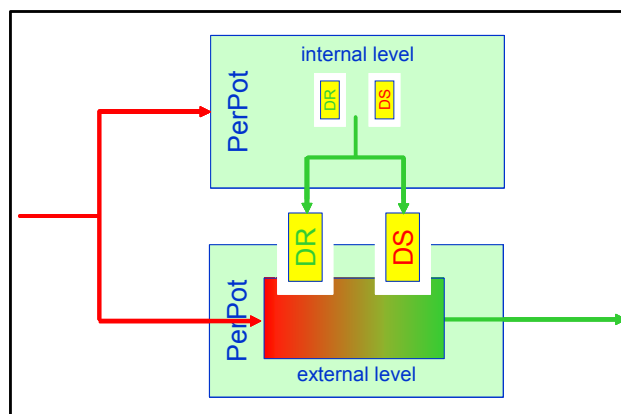 internal level
PerPot
DR
DS
DR
DS
PerPot
external level